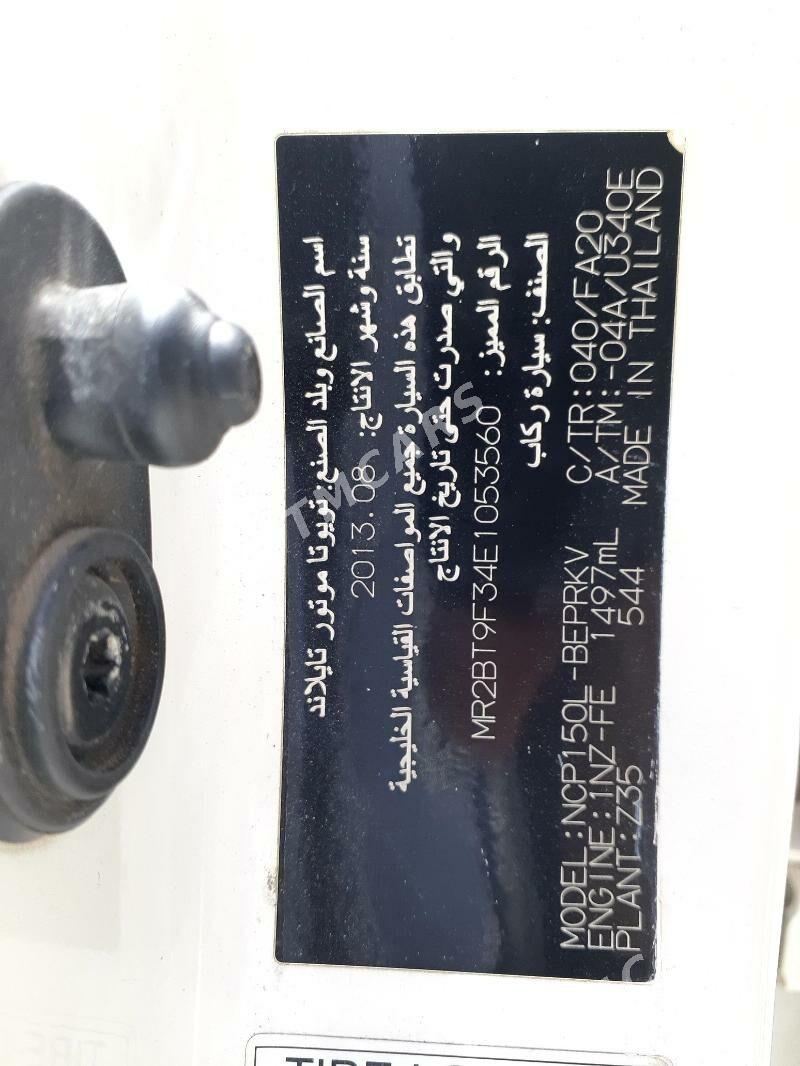 اسم الصانع وبلد الصنع: تويوتا موتور تايلاند
سنة وشهر الانتاج: 2013.08
تطابق هذه السيارة جميع المواصفات القياسية الخليجية
والتي صدرت حتى تاريخ الانتاج
الرقم المميز: MR2BT9F34E1053560
الصنف: سيارة ركاب
MODEL:NCP150L-BEPRKV C/TR:040/FA20
ENGINE:1NZ-FE 1497mL A/TM:-04A/U340E
PLANT:Z35 544 MADE IN THAILAND
TMCARS